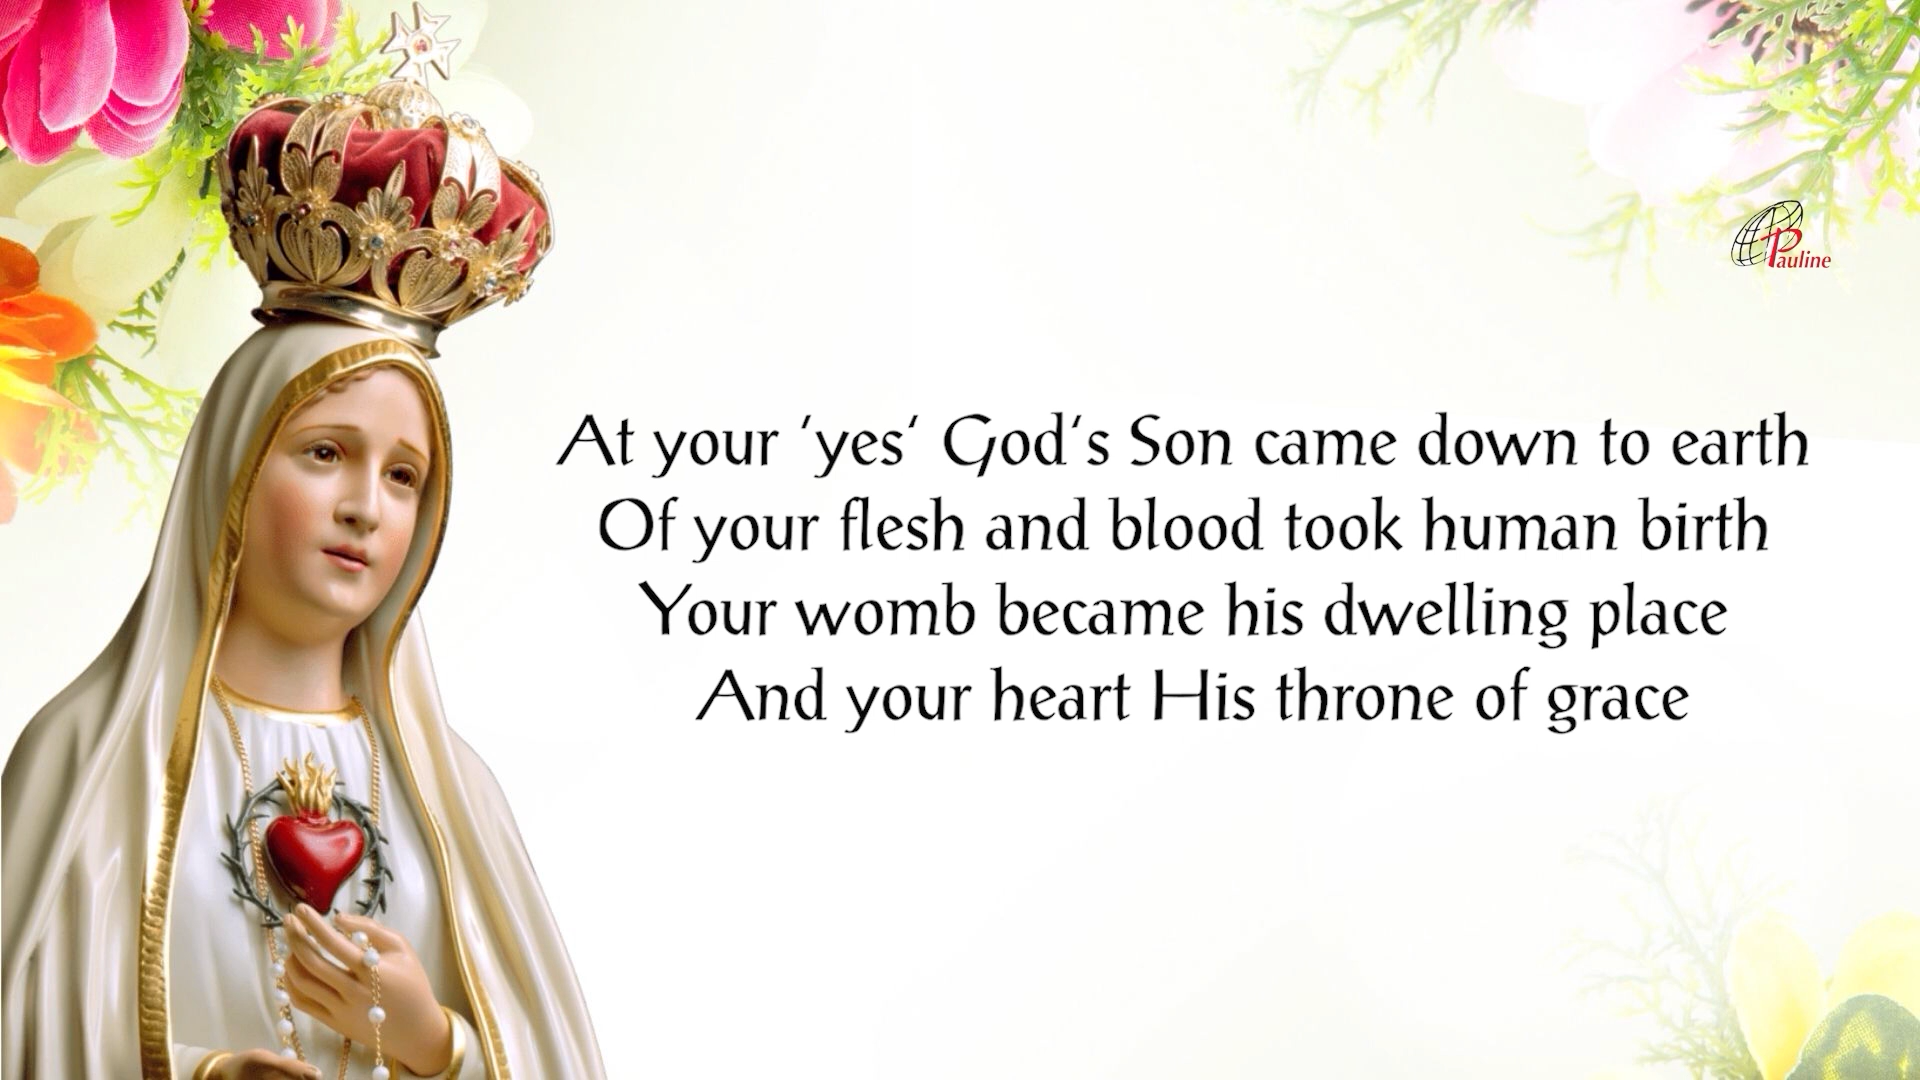 Pauline
At your 'yes' God's Son came down to earth
Of your flesh and blood took human birth
Your womb became his dwelling place
And your heart His throne of grace